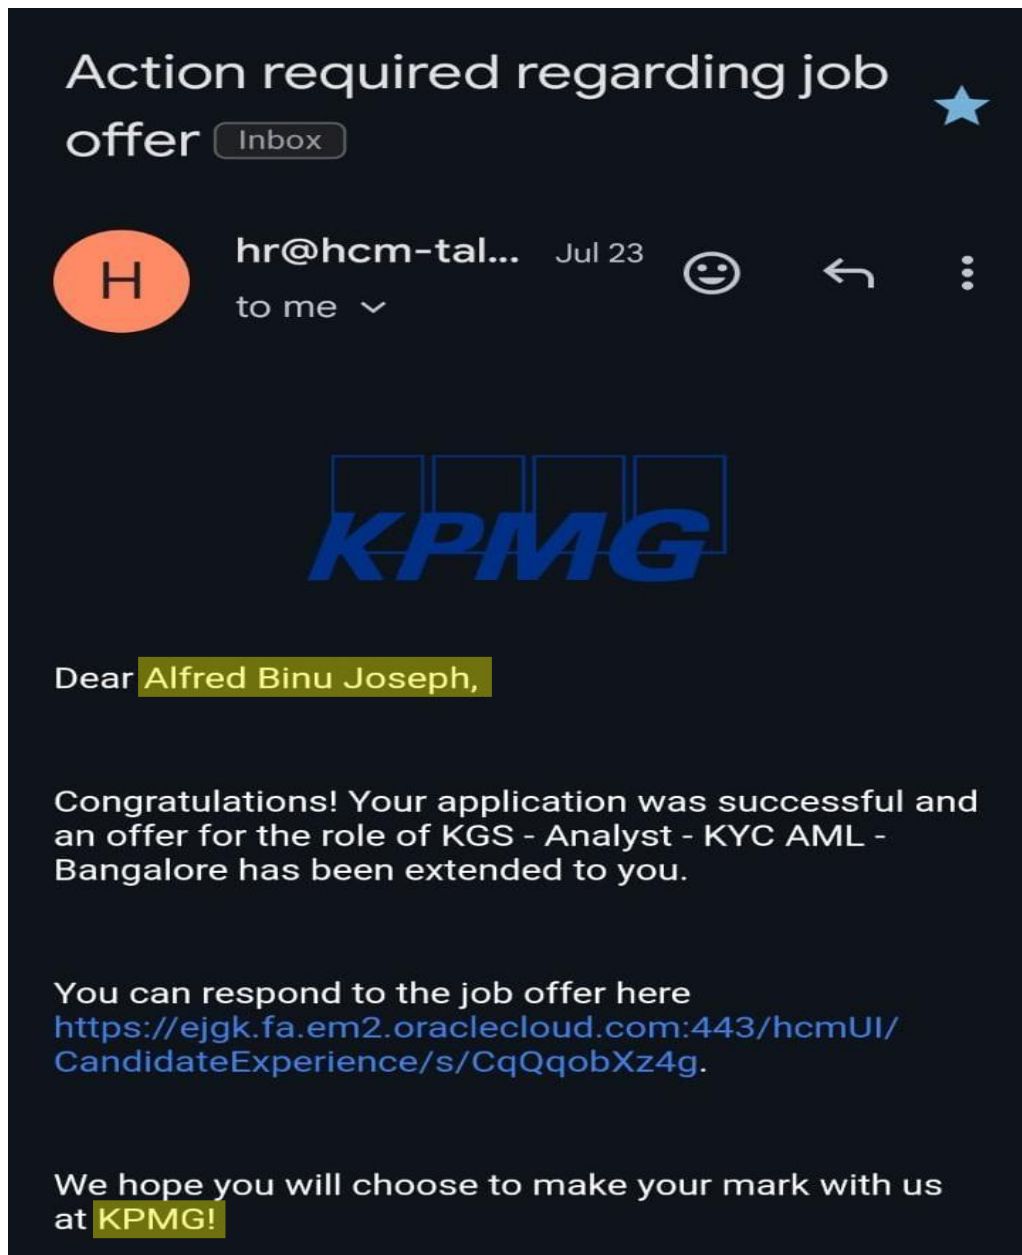 Action required regarding job
offer Inbox
H
hr@hcm-tal... Jul 23
to me
KPMG
Dear Alfred Binu Joseph,
Congratulations! Your application was successful and
an offer for the role of KGS - Analyst - KYC AML -
Bangalore has been extended to you.
You can respond to the job offer here
https://ejgk.fa.em2.oraclecloud.com:443/hcmUI/
CandidateExperience/s/CqQqobXz4g.
We hope you will choose to make your mark with us
at KPMG!